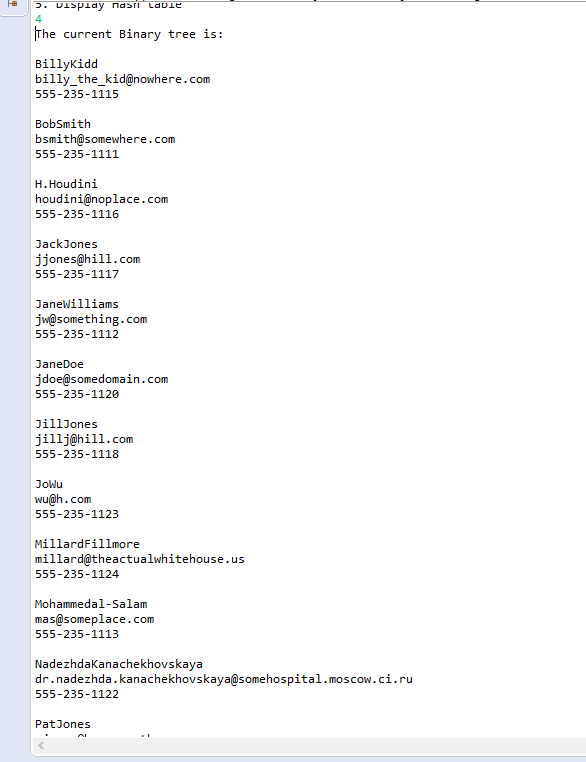 5. Display Hash table
4
The current Binary tree is:
BillyKidd
billy_the_kid@nowhere.com
555-235-1115
BobSmith
bsmith@somewhere.com
555-235-1111
H.Houdini
houdini@noplace.com
555-235-1116
JackJones
jjones@hill.com
555-235-1117
JaneWilliams
jw@something.com
555-235-1112
JaneDoe
jdoe@somedomain.com
555-235-1120
JillJones
jillj@hill.com
555-235-1118
JoWu
wu@h.com
555-235-1123
MillardFillmore
millard@theactualwhitehouse.us
555-235-1124
Mohammedal-Salam
mas@someplace.com
555-235-1113
NadezhdaKanachekhovskaya
dr.nadezhda.kanachekhovskaya@somehospital.moscow.ci.ru
555-235-1122
PatJones